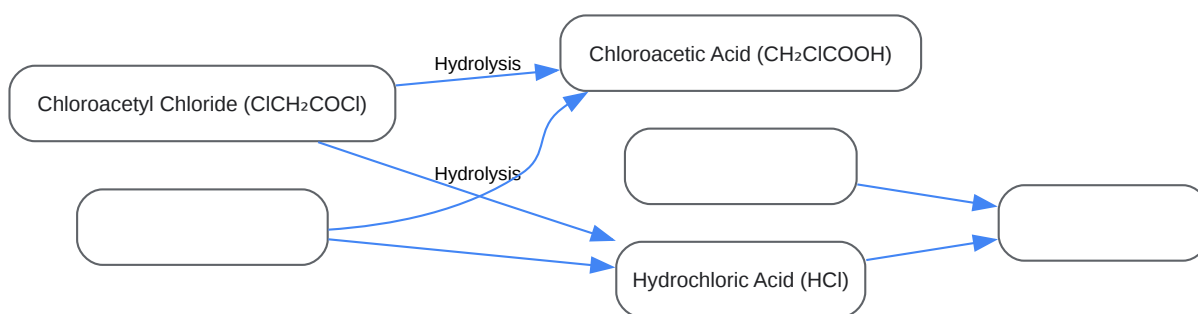 Chloroacetic Acid (CH₂ClCOOH)
Hydrolysis
Chloroacetyl Chloride (ClCH₂COCl)
Hydrolysis
Hydrochloric Acid (HCl)